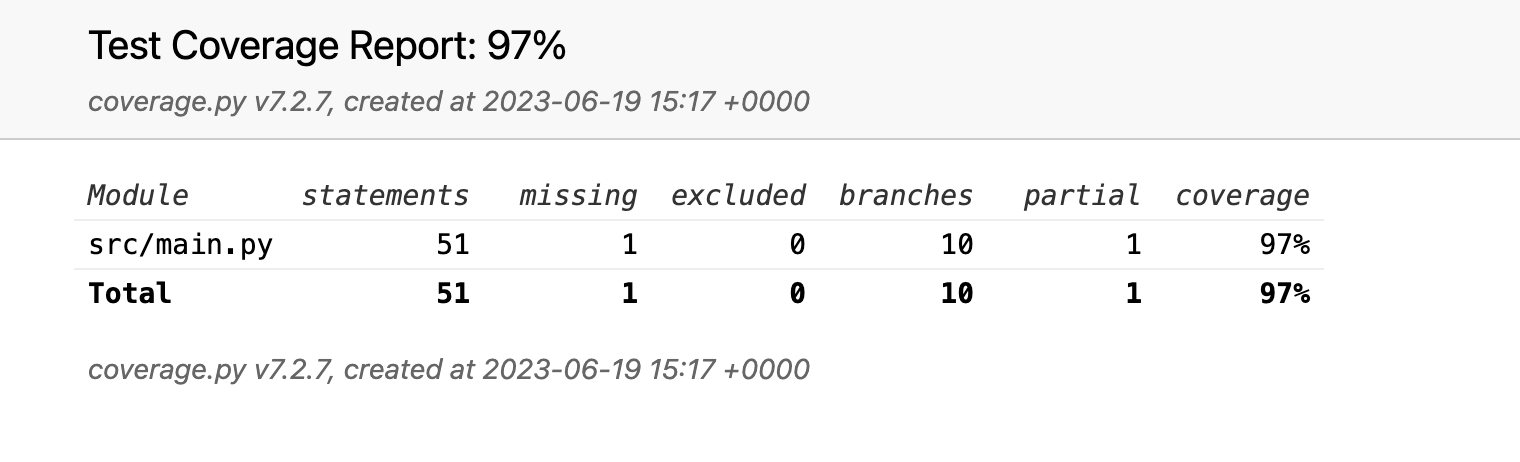 Test Coverage Report: 97%
coverage.py v7.2.7, created at 2023-06-19 15:17 +0000
Module statements missing excluded branches partial coverage
src/main.py 51 1 0 10 1 97%
Total 51 1 0 10 1 97%
coverage.py v7.2.7, created at 2023-06-19 15:17 +0000